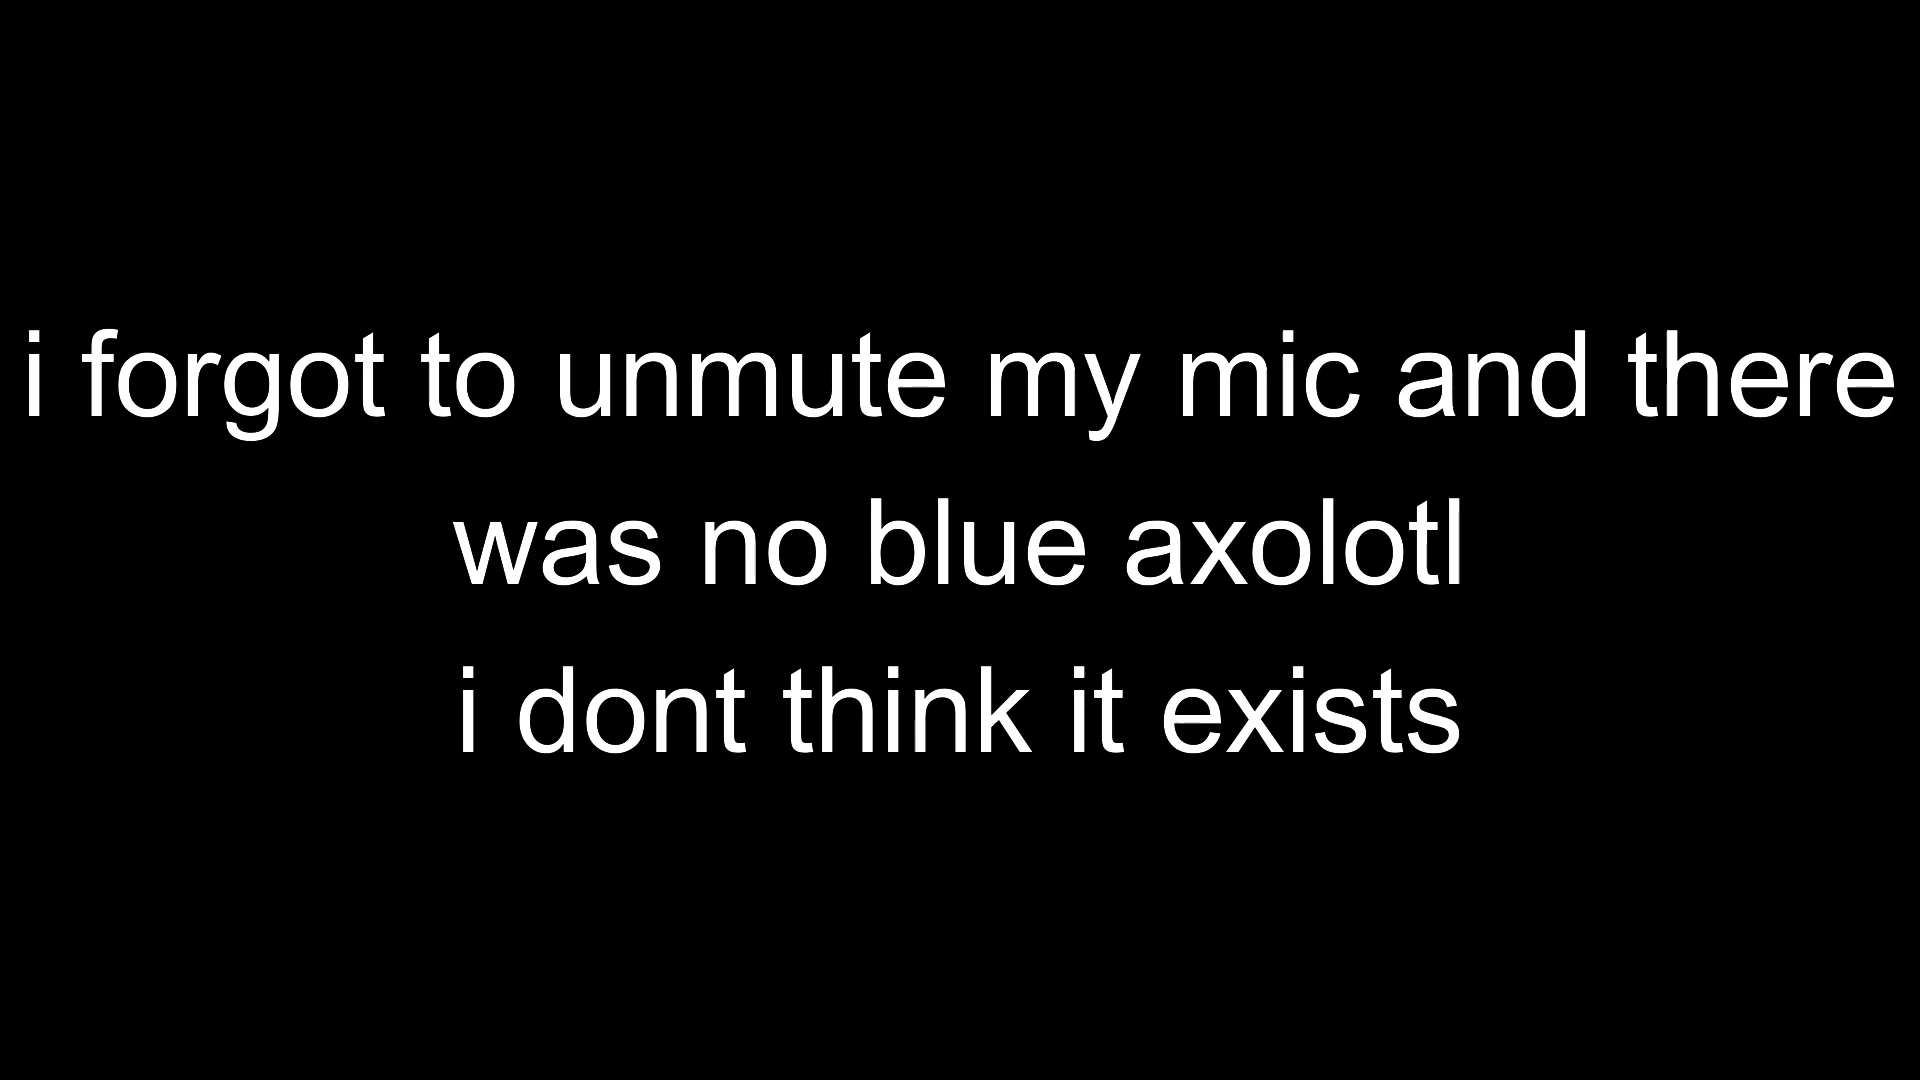 i forgot to unmute my mic and there
was no blue axolotl
i dont think it exists